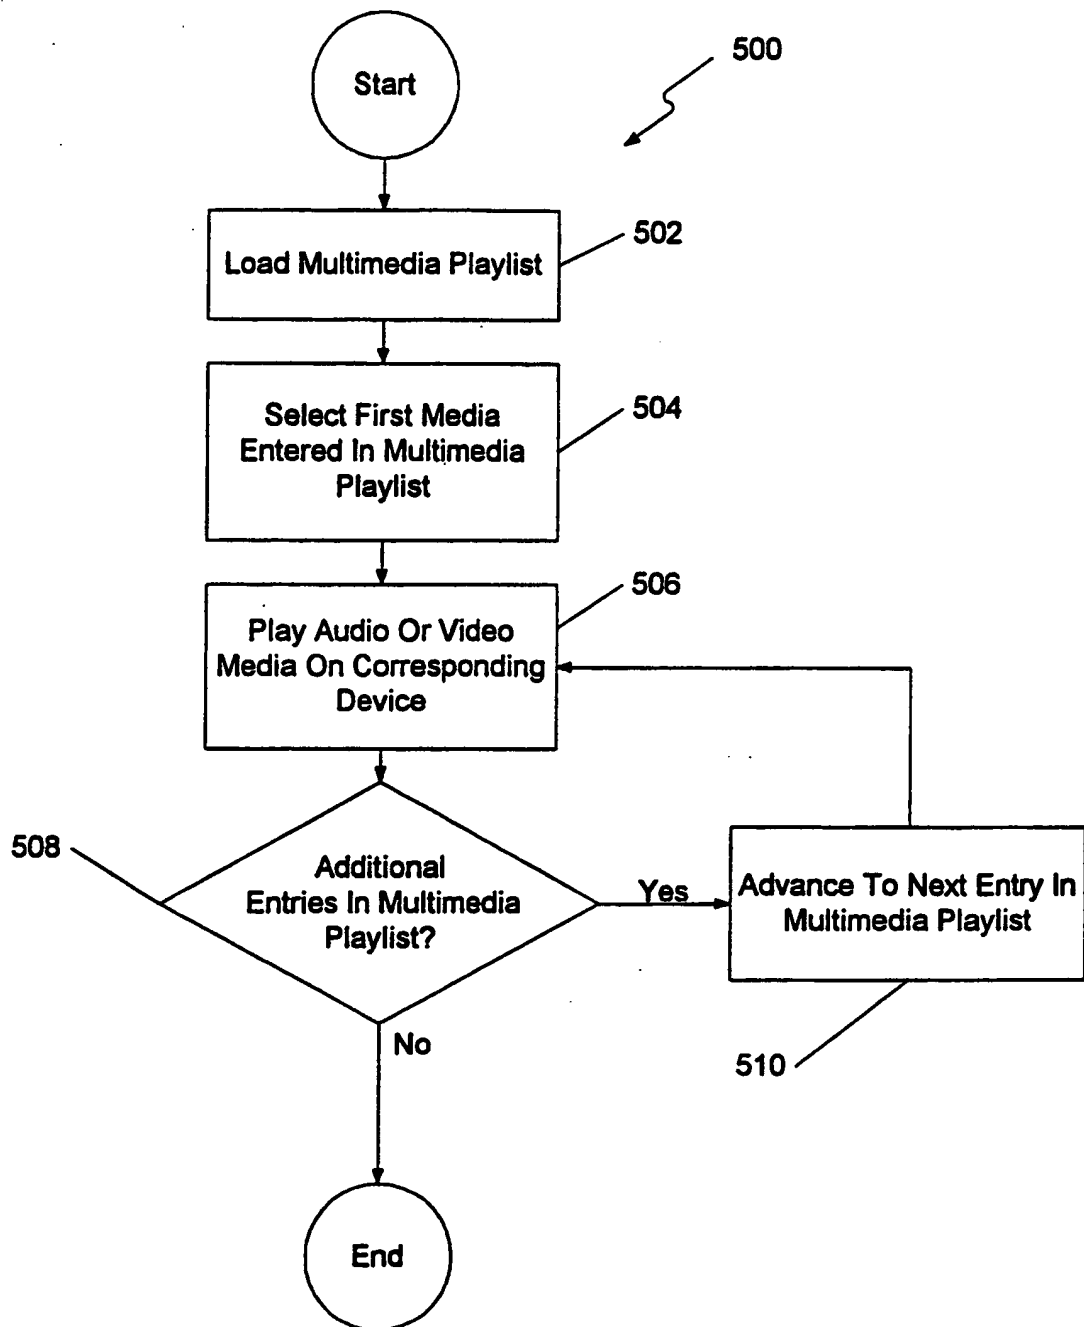 Start
500
Load Multimedia Playlist
502
Select First Media
Entered In Multimedia
Playlist
504
Play Audio Or Video
Media On Corresponding
Device
506
508
Additional
Entries In Multimedia
Playlist?
Yes
Advance To Next Entry In
Multimedia Playlist
510
No
End